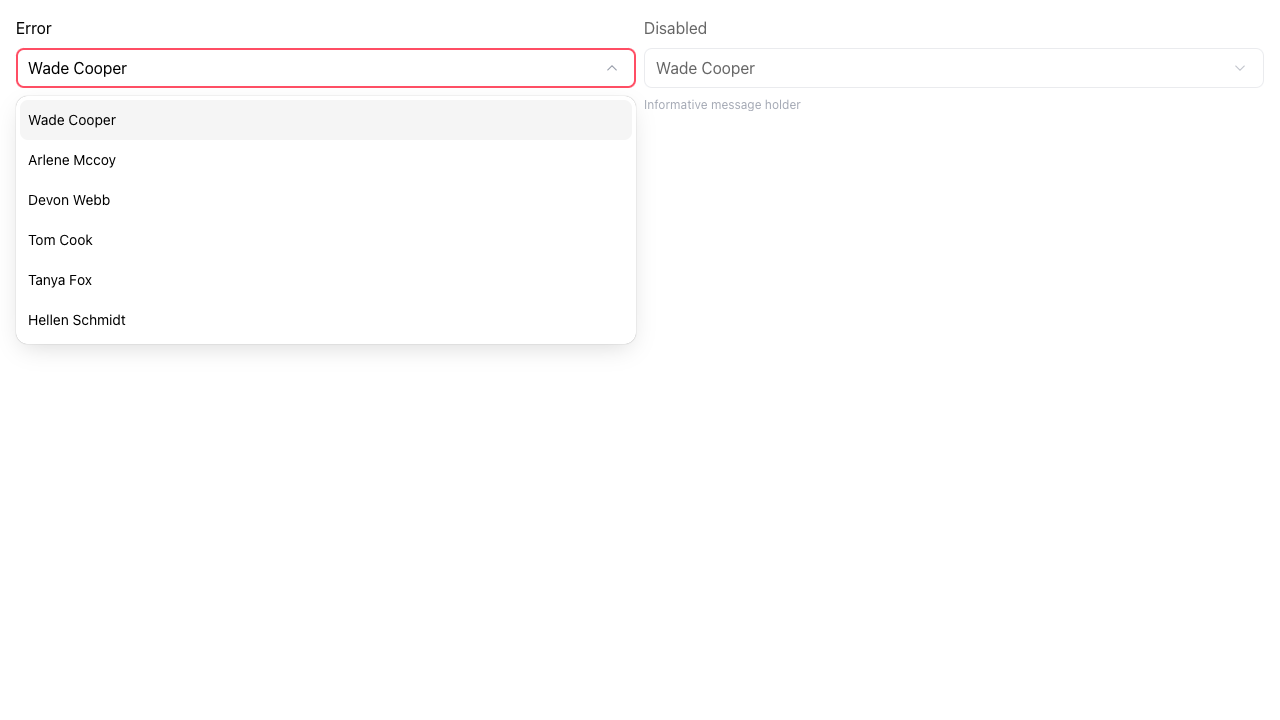 Error
Wade Cooper
Wade Cooper
Arlene Mccoy
Devon Webb
Tom Cook
Tanya Fox
Hellen Schmidt
Disabled
Wade Cooper
Informative message holder